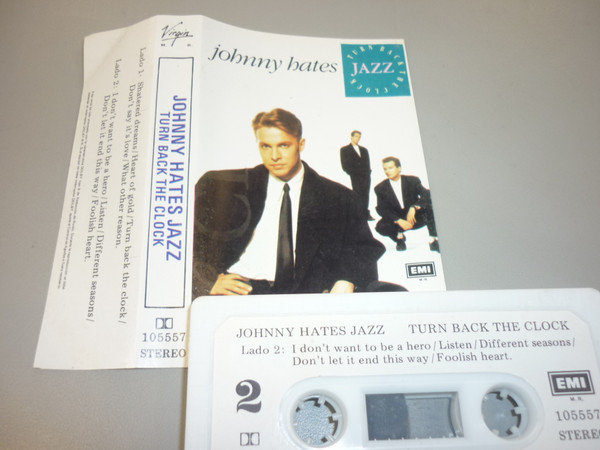 Virgin
Lado 1: Shattered dreams/Heart of gold/Turn back the clock/
Don't say it's love/What other reason.
Lado 2: I don't want to be a hero/Listen/Different seasons/
Don't let it end this way/Foolish heart.
JOHNNY HATES JAZZ
TURN BACK THE CLOCK
105557
STEREO
johnny hates
JAZZ
TURN BACK THE CLOCK
EMI
M.R.
JOHNNY HATES JAZZ TURN BACK THE CLOCK
Lado 2: I don't want to be a hero/Listen/Different seasons/
Don't let it end this way/Foolish heart.
2
EMI
M.R.
105557
STEREO